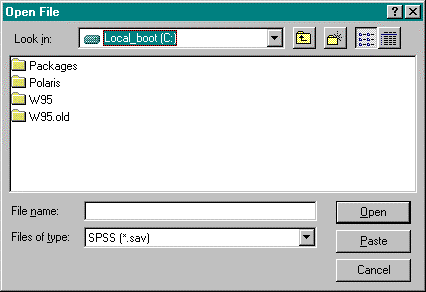 Open File
Look in: Local_boot (C:)
Packages
Polaris
W95
W95.old
File name:
Open
Files of type: SPSS (*.sav)
Paste
Cancel